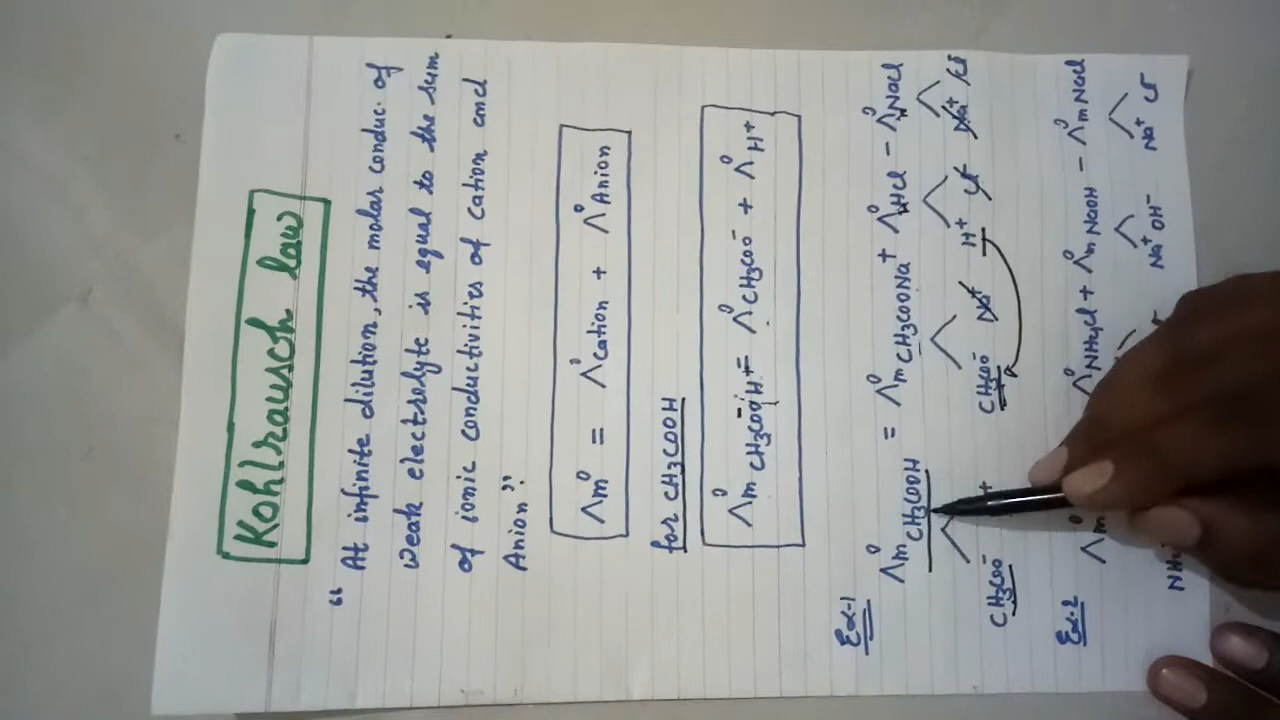 Kohlrausch law
“ At infinite dilution, the molar conduc. of
weak electrolyte is equal to the sum
of ionic conductivities of Cation and
Anion”.
Λm° = Λ°Cation + Λ°Anion
for CH3COOH
Λ°m CH3COO⁻H⁺ = Λ°CH3COO⁻ + Λ°H⁺
Ex-1
Λ°m CH3COOH = Λ°m CH3COONa + Λ°m HCl − Λ°m NaCl
CH3COO⁻ + CH3COO⁻ Na⁺ H⁺ Cl⁻ Na⁺ Cl⁻
Ex-2
Λ°m Λ°NH4Cl + Λ°m NaOH − Λ°m NaCl
Na⁺ OH⁻ Na⁺ Cl⁻